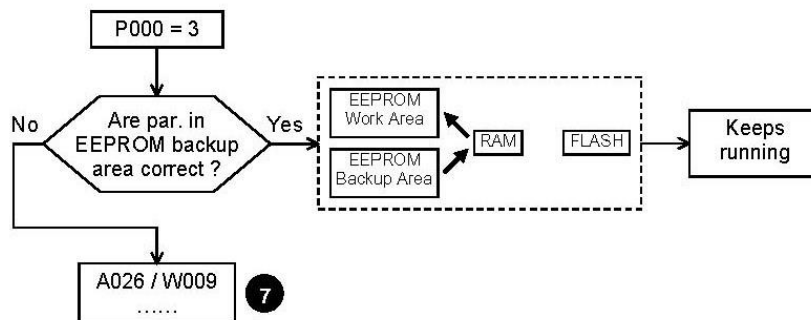 P000 = 3
No
Are par. in
EEPROM backup
area correct ?
Yes
EEPROM
Work Area
EEPROM
Backup Area
RAM
FLASH
Keeps
running
A026 / W009
......
7